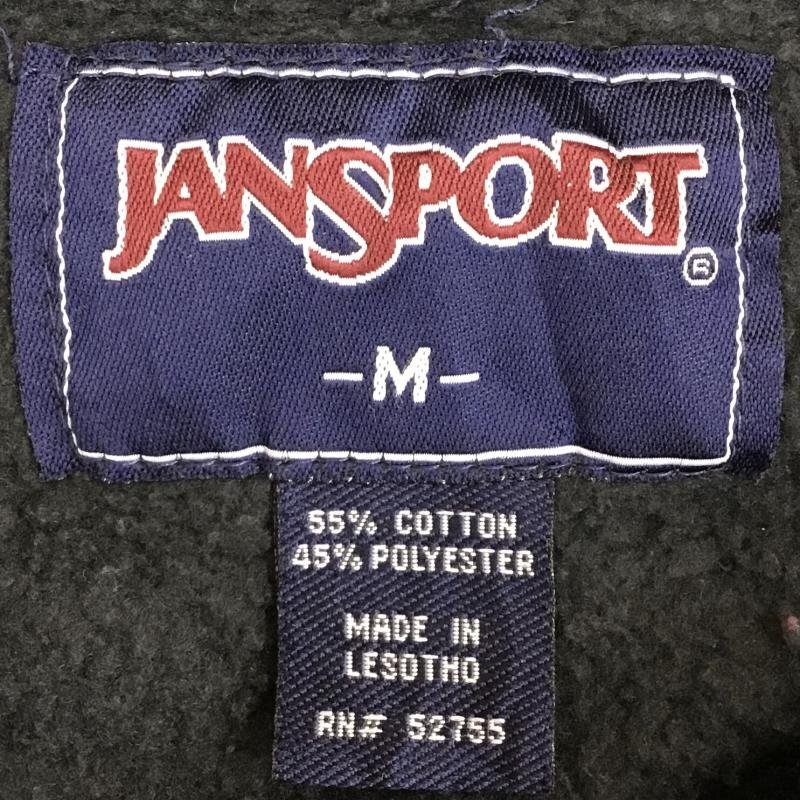 JANSPORT®
-M-
55% COTTON
45% POLYESTER
MADE IN
LESOTHO
RN# 52755